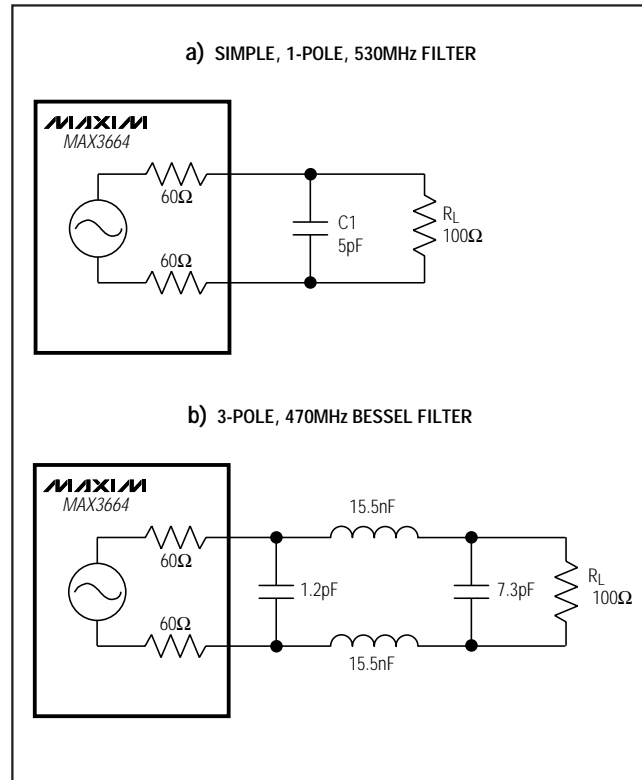 a) SIMPLE, 1-POLE, 530MHz FILTER
MAXIM
MAX3664
60Ω
60Ω
C1
5pF
RL
100Ω
b) 3-POLE, 470MHz BESSEL FILTER
MAXIM
MAX3664
60Ω
60Ω
1.2pF
15.5nF
15.5nF
7.3pF
RL
100Ω